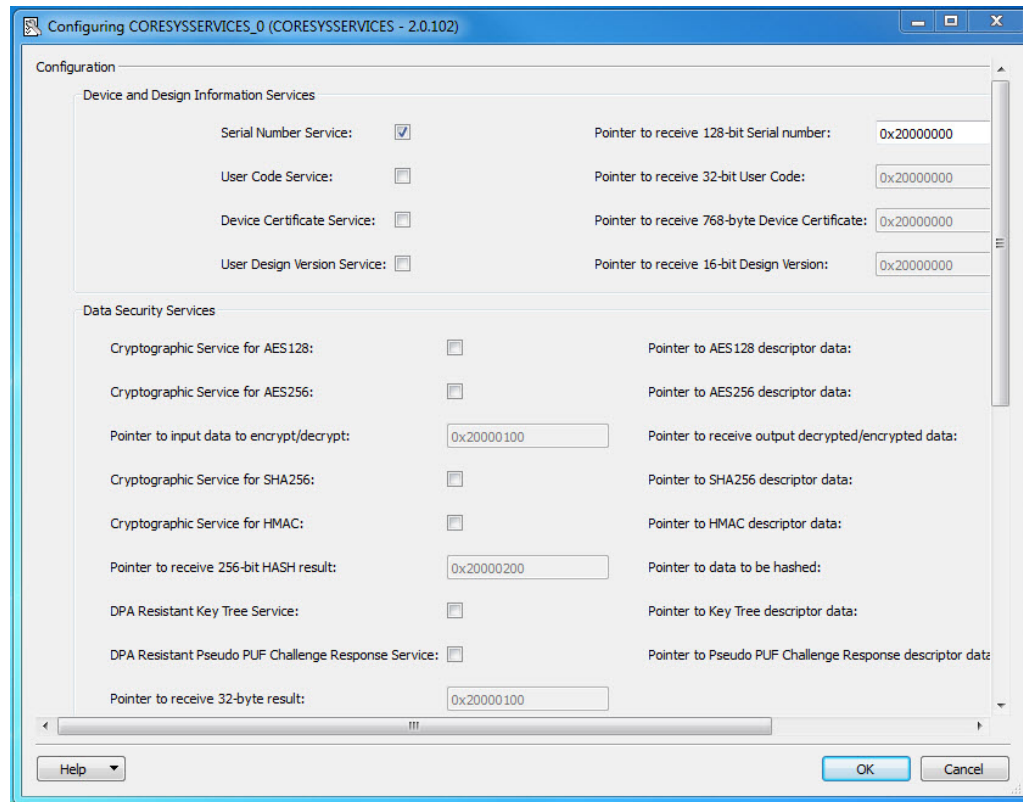 Configuring CORESYSSERVICES_0 (CORESYSSERVICES - 2.0.102)
Configuration
Device and Design Information Services
Serial Number Service: Pointer to receive 128-bit Serial number: 0x20000000
User Code Service: Pointer to receive 32-bit User Code: 0x20000000
Device Certificate Service: Pointer to receive 768-byte Device Certificate: 0x20000000
User Design Version Service: Pointer to receive 16-bit Design Version: 0x20000000
Data Security Services
Cryptographic Service for AES128: Pointer to AES128 descriptor data:
Cryptographic Service for AES256: Pointer to AES256 descriptor data:
Pointer to input data to encrypt/decrypt: 0x20000100 Pointer to receive output decrypted/encrypted data:
Cryptographic Service for SHA256: Pointer to SHA256 descriptor data:
Cryptographic Service for HMAC: Pointer to HMAC descriptor data:
Pointer to receive 256-bit HASH result: 0x20000200 Pointer to data to be hashed:
DPA Resistant Key Tree Service: Pointer to Key Tree descriptor data:
DPA Resistant Pseudo PUF Challenge Response Service: Pointer to Pseudo PUF Challenge Response descriptor data
Pointer to receive 32-byte result: 0x20000100
Help OK Cancel